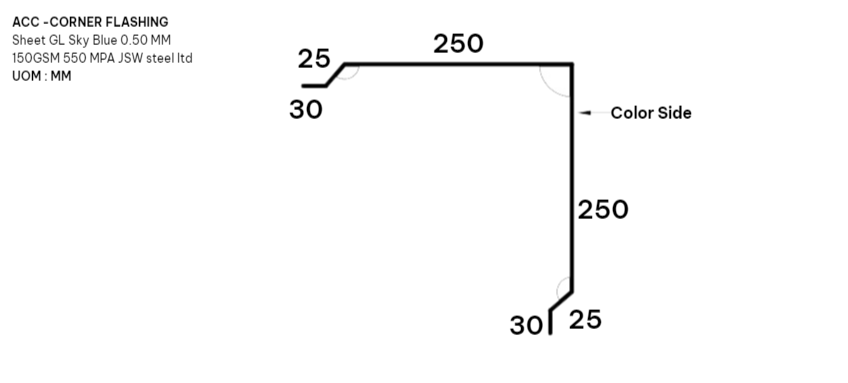 ACC -CORNER FLASHING
Sheet GL Sky Blue 0.50 MM
150GSM 550 MPA JSW steel ltd
UOM : MM
250
25
30
Color Side
250
30
25